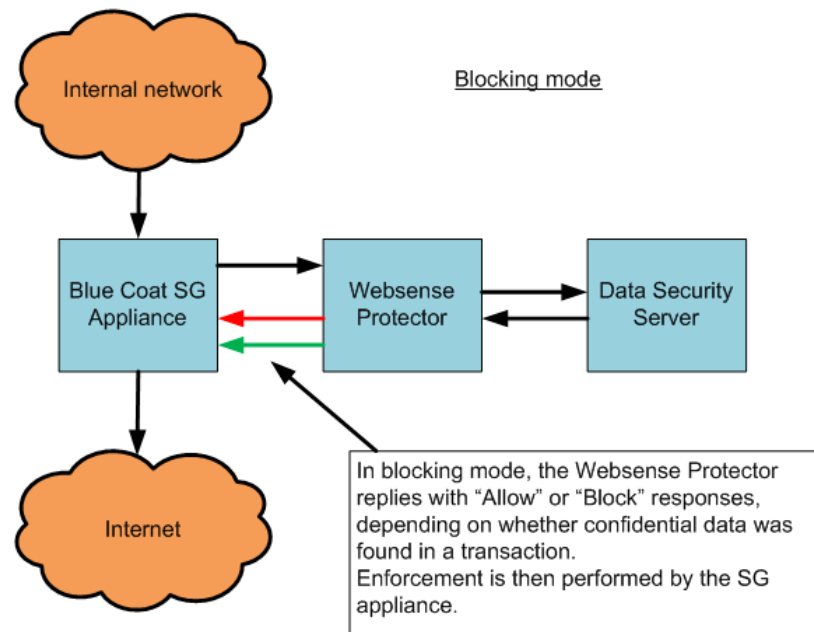 Internal network
Blocking mode
Blue Coat SG
Appliance
Websense
Protector
Data Security
Server
Internet
In blocking mode, the Websense Protector
replies with “Allow” or “Block” responses,
depending on whether confidential data was
found in a transaction.
Enforcement is then performed by the SG
appliance.